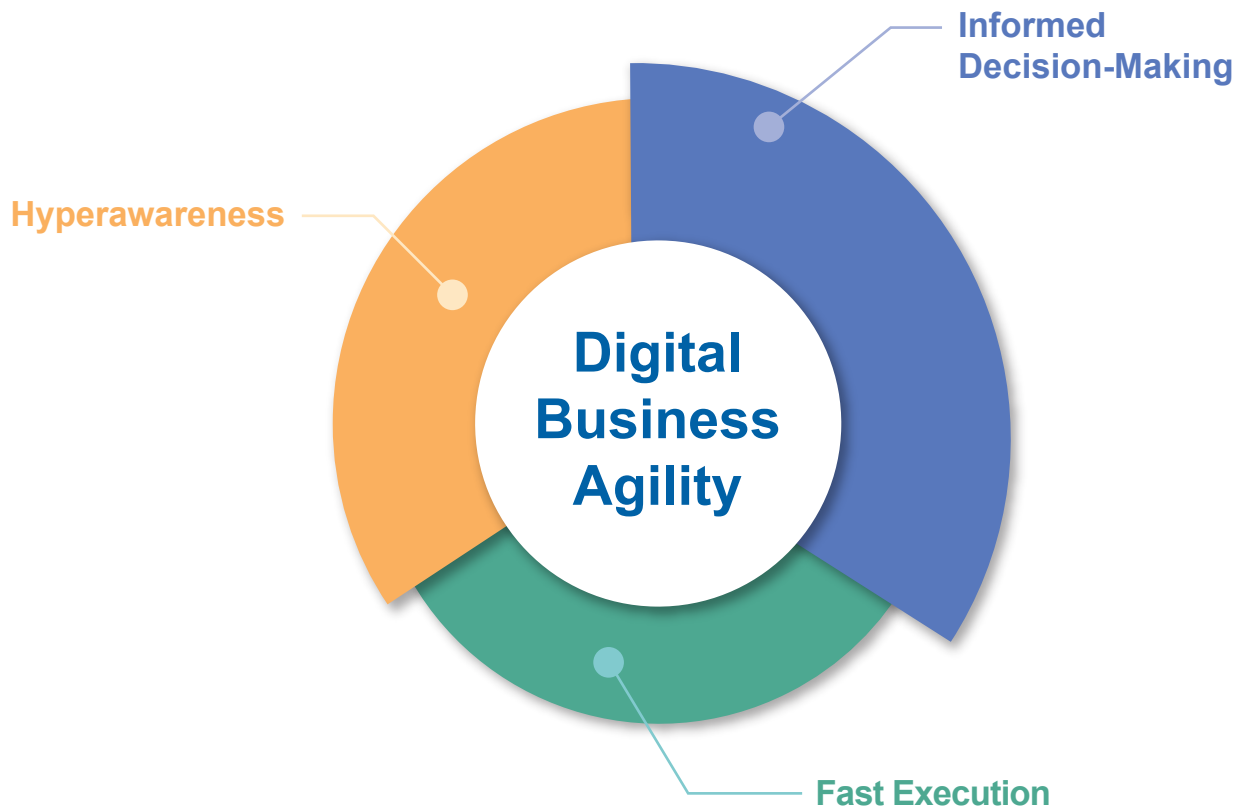 Informed
Decision-Making
Hyperawareness
Digital
Business
Agility
Fast Execution